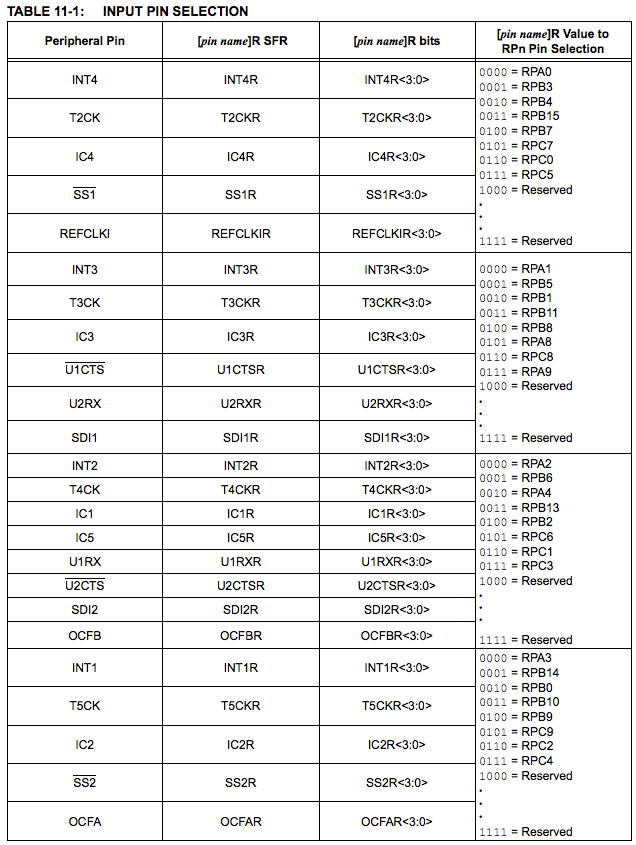 TABLE 11-1: INPUT PIN SELECTION
Peripheral Pin [pin name]R SFR [pin name]R bits [pin name]R Value to
RPn Pin Selection
INT4 INT4R INT4R<3:0>
T2CK T2CKR T2CKR<3:0>
IC4 IC4R IC4R<3:0>
SS1 SS1R SS1R<3:0>
REFCLKI REFCLKIR REFCLKIR<3:0>
0000 = RPA0
0001 = RPB3
0010 = RPB4
0011 = RPB15
0100 = RPB7
0101 = RPC7
0110 = RPC0
0111 = RPC5
1000 = Reserved
.
.
.
1111 = Reserved
INT3 INT3R INT3R<3:0>
T3CK T3CKR T3CKR<3:0>
IC3 IC3R IC3R<3:0>
U1CTS U1CTSR U1CTSR<3:0>
U2RX U2RXR U2RXR<3:0>
SDI1 SDI1R SDI1R<3:0>
0000 = RPA1
0001 = RPB5
0010 = RPB1
0011 = RPB11
0100 = RPB8
0101 = RPA8
0110 = RPC8
0111 = RPA9
1000 = Reserved
.
.
.
1111 = Reserved
INT2 INT2R INT2R<3:0>
T4CK T4CKR T4CKR<3:0>
IC1 IC1R IC1R<3:0>
IC5 IC5R IC5R<3:0>
U1RX U1RXR U1RXR<3:0>
U2CTS U2CTSR U2CTSR<3:0>
SDI2 SDI2R SDI2R<3:0>
OCFB OCFBR OCFBR<3:0>
0000 = RPA2
0001 = RPB6
0010 = RPA4
0011 = RPB13
0100 = RPB2
0101 = RPC6
0110 = RPC1
0111 = RPC3
1000 = Reserved
.
.
.
1111 = Reserved
INT1 INT1R INT1R<3:0>
T5CK T5CKR T5CKR<3:0>
IC2 IC2R IC2R<3:0>
SS2 SS2R SS2R<3:0>
OCFA OCFAR OCFAR<3:0>
0000 = RPA3
0001 = RPB14
0010 = RPB0
0011 = RPB10
0100 = RPB9
0101 = RPC9
0110 = RPC2
0111 = RPC4
1000 = Reserved
.
.
.
1111 = Reserved